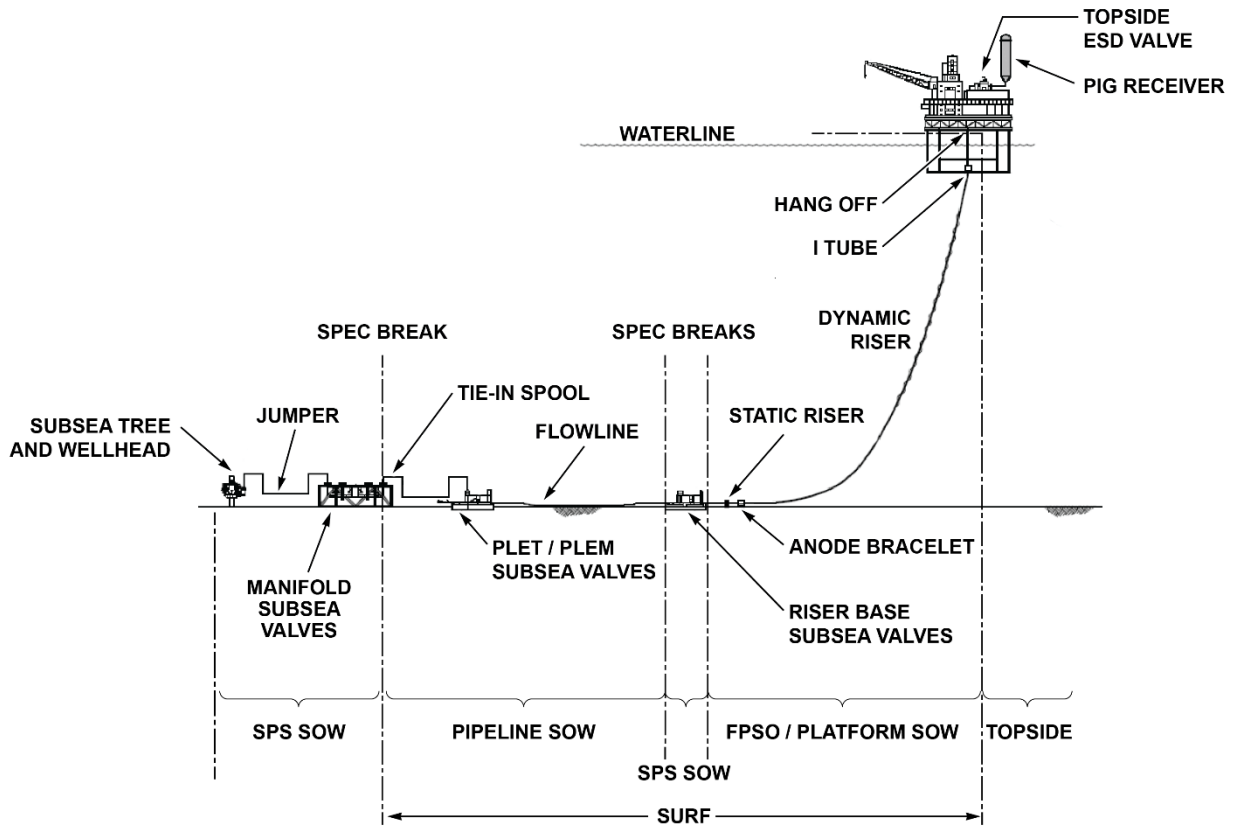 TOPSIDE
ESD VALVE
PIG RECEIVER
WATERLINE
HANG OFF
I TUBE
DYNAMIC
RISER
SPEC BREAK
SPEC BREAKS
TIE-IN SPOOL
SUBSEA TREE
AND WELLHEAD
JUMPER
FLOWLINE
STATIC RISER
MANIFOLD
SUBSEA
VALVES
PLET / PLEM
SUBSEA VALVES
ANODE BRACELET
RISER BASE
SUBSEA VALVES
SPS SOW
PIPELINE SOW
SPS SOW
FPSO / PLATFORM SOW
TOPSIDE
SURF